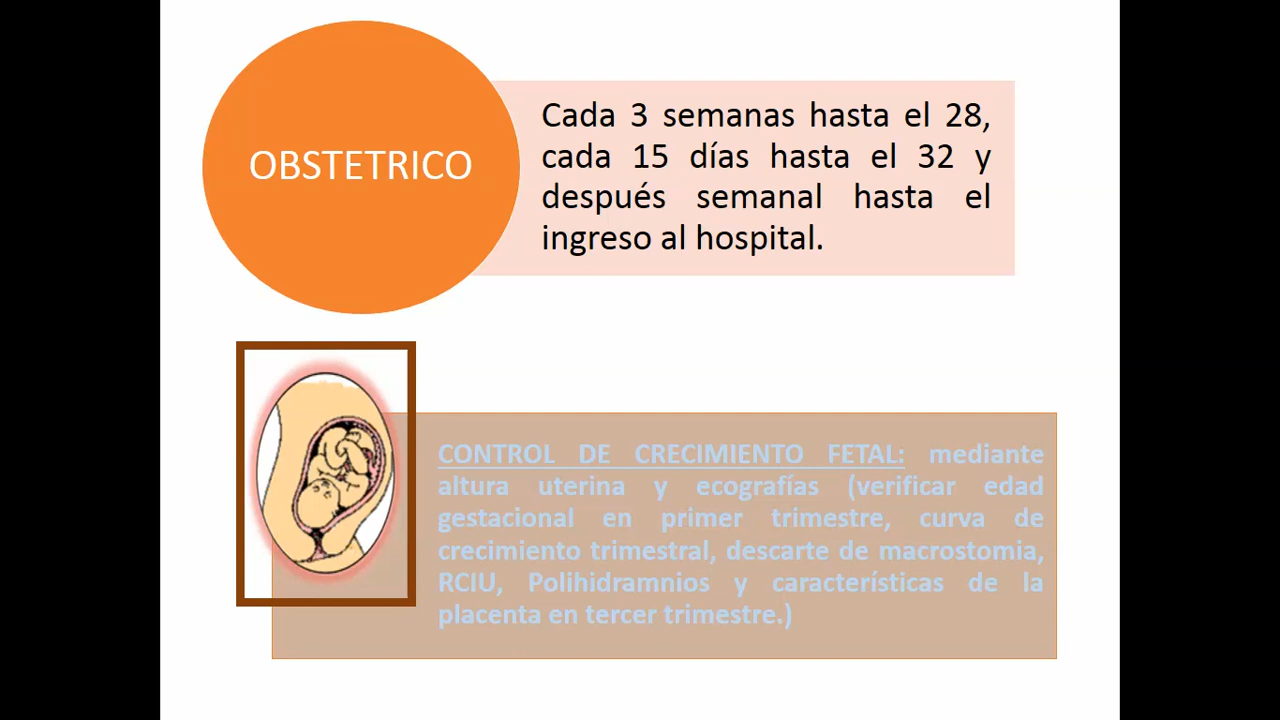 OBSTETRICO
Cada 3 semanas hasta el 28,
cada 15 días hasta el 32 y
después semanal hasta el
ingreso al hospital.
CONTROL DE CRECIMIENTO FETAL: mediante
altura uterina y ecografías (verificar edad
gestacional en primer trimestre, curva de
crecimiento trimestral, descarte de macrostomia,
RCIU, Polihidramnios y características de la
placenta en tercer trimestre.)